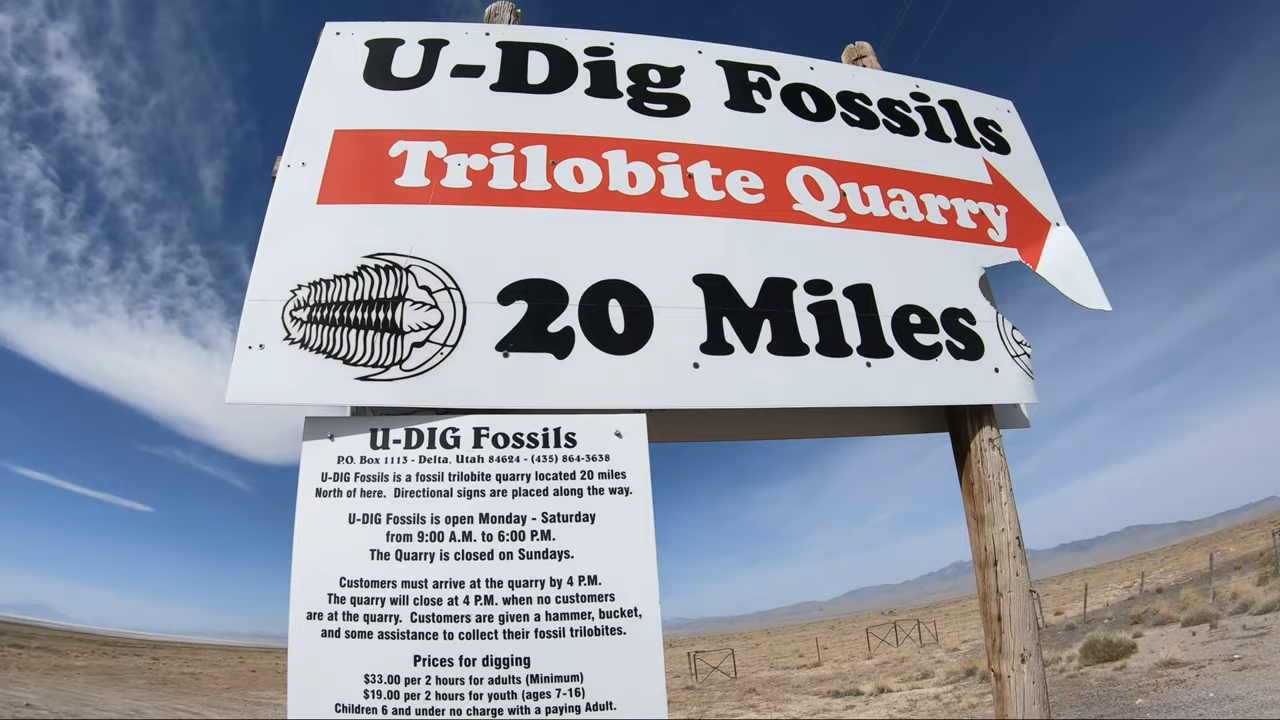 U-Dig Fossils
Trilobite Quarry
20 Miles
U-DIG Fossils
P.O. Box 1113 - Delta, Utah 84624 - (435) 864-3638
U-DIG Fossils is a fossil trilobite quarry located 20 miles
North of here. Directional signs are placed along the way.
U-DIG Fossils is open Monday - Saturday
from 9:00 A.M. to 6:00 P.M.
The Quarry is closed on Sundays.
Customers must arrive at the quarry by 4 P.M.
The quarry will close at 4 P.M. when no customers
are at the quarry. Customers are given a hammer, bucket,
and some assistance to collect their fossil trilobites.
Prices for digging
$33.00 per 2 hours for adults (Minimum)
$19.00 per 2 hours for youth (ages 7-16)
Children 6 and under no charge with a paying Adult.